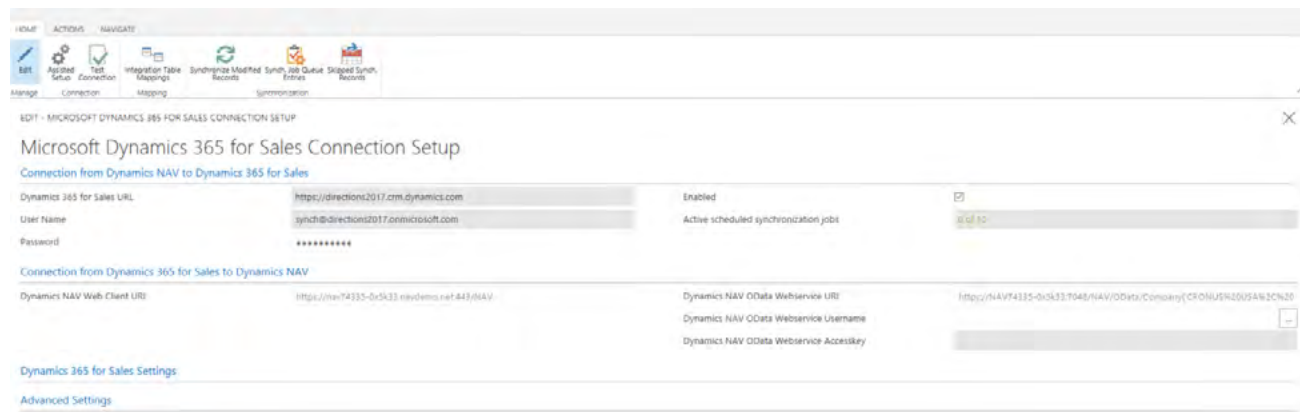 HOME ACTIONS NAVIGATE
Edit
Assisted Setup
Test Connection
Integration Table Mappings
Synchronize Modified Records
Synch. Job Queue Entries
Skipped Synch. Records
Manage Connection Mapping Synchronization
EDIT - MICROSOFT DYNAMICS 365 FOR SALES CONNECTION SETUP
Microsoft Dynamics 365 for Sales Connection Setup
Connection from Dynamics NAV to Dynamics 365 for Sales
Dynamics 365 for Sales URL https://directions2017.crm.dynamics.com Enabled
User Name synch@directions2017.onmicrosoft.com Active scheduled synchronization jobs
Password **********
Connection from Dynamics 365 for Sales to Dynamics NAV
Dynamics NAV Web Client URL Dynamics NAV OData Webservice URI
Dynamics NAV OData Webservice Username ...
Dynamics NAV OData Webservice Accesskey
Dynamics 365 for Sales Settings
Advanced Settings